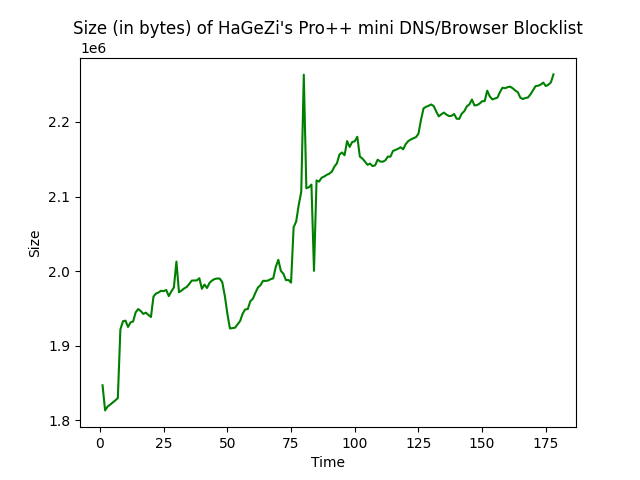 Size (in bytes) of HaGeZi's Pro++ mini DNS/Browser Blocklist
1e6
2.2
2.1
2.0
1.9
1.8
Size
0 25 50 75 100 125 150 175
Time